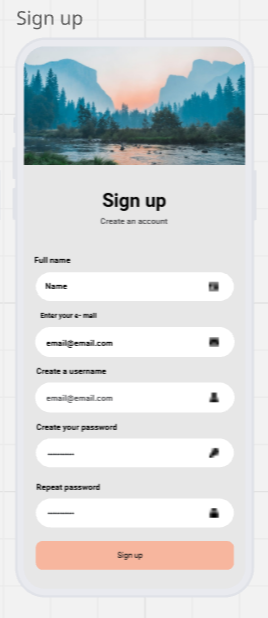 Sign up
Sign up
Create an account
Full name
Name
Enter your e- mail
email@email.com
Create a username
email@email.com
Create your password
Repeat password
Sign up